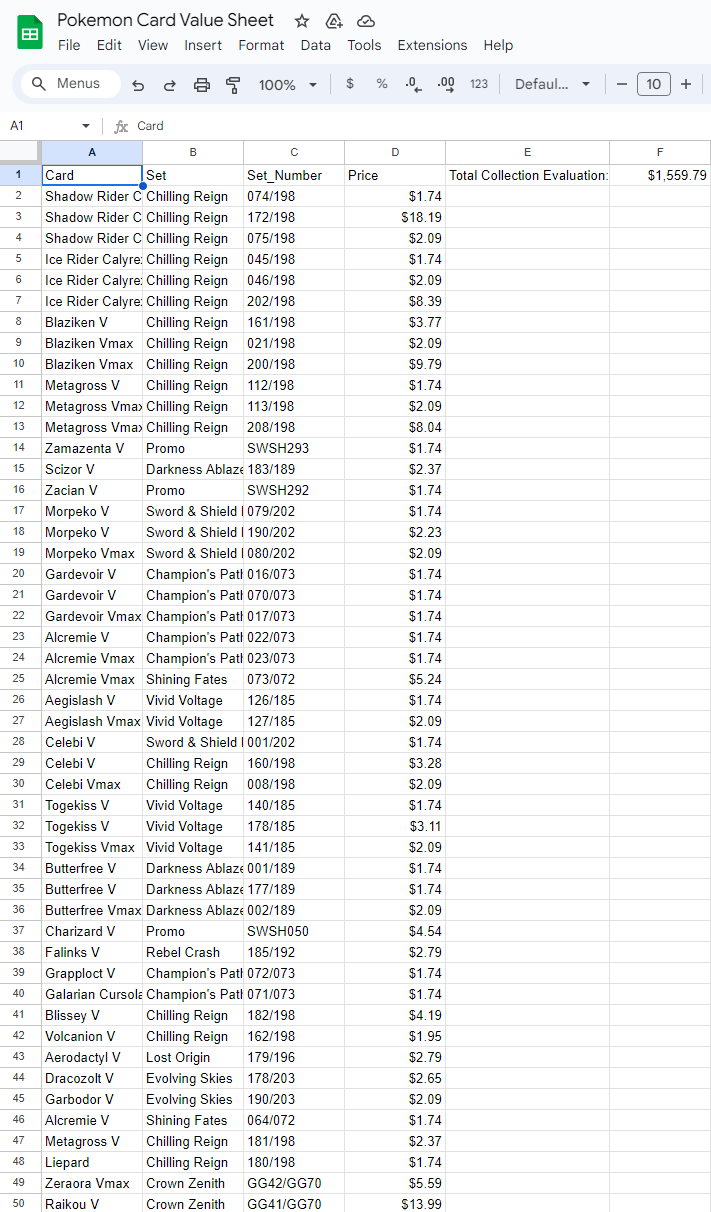 Pokemon Card Value Sheet
File Edit View Insert Format Data Tools Extensions Help
Menus 100% $ % .0 .00 123 Defaul... 10
A1 fx Card
A B C D E F
1 Card Set Set_Number Price Total Collection Evaluation: $1,559.79
2 Shadow Rider C Chilling Reign 074/198 $1.74
3 Shadow Rider C Chilling Reign 172/198 $18.19
4 Shadow Rider C Chilling Reign 075/198 $2.09
5 Ice Rider Calyre Chilling Reign 045/198 $1.74
6 Ice Rider Calyre Chilling Reign 046/198 $2.09
7 Ice Rider Calyre Chilling Reign 202/198 $8.39
8 Blaziken V Chilling Reign 161/198 $3.77
9 Blaziken Vmax Chilling Reign 021/198 $2.09
10 Blaziken Vmax Chilling Reign 200/198 $9.79
11 Metagross V Chilling Reign 112/198 $1.74
12 Metagross Vmax Chilling Reign 113/198 $2.09
13 Metagross Vmax Chilling Reign 208/198 $8.04
14 Zamazenta V Promo SWSH293 $1.74
15 Scizor V Darkness Ablaze 183/189 $2.37
16 Zacian V Promo SWSH292 $1.74
17 Morpeko V Sword & Shield 079/202 $1.74
18 Morpeko V Sword & Shield 190/202 $2.23
19 Morpeko Vmax Sword & Shield 080/202 $2.09
20 Gardevoir V Champion's Path 016/073 $1.74
21 Gardevoir V Champion's Path 070/073 $1.74
22 Gardevoir Vmax Champion's Path 017/073 $1.74
23 Alcremie V Champion's Path 022/073 $1.74
24 Alcremie Vmax Champion's Path 023/073 $1.74
25 Alcremie Vmax Shining Fates 073/072 $5.24
26 Aegislash V Vivid Voltage 126/185 $1.74
27 Aegislash Vmax Vivid Voltage 127/185 $2.09
28 Celebi V Sword & Shield 001/202 $1.74
29 Celebi V Chilling Reign 160/198 $3.28
30 Celebi Vmax Chilling Reign 008/198 $2.09
31 Togekiss V Vivid Voltage 140/185 $1.74
32 Togekiss V Vivid Voltage 178/185 $3.11
33 Togekiss Vmax Vivid Voltage 141/185 $2.09
34 Butterfree V Darkness Ablaze 001/189 $1.74
35 Butterfree V Darkness Ablaze 177/189 $1.74
36 Butterfree Vmax Darkness Ablaze 002/189 $2.09
37 Charizard V Promo SWSH050 $4.54
38 Falinks V Rebel Crash 185/192 $2.79
39 Grapploct V Champion's Path 072/073 $1.74
40 Galarian Cursola Champion's Path 071/073 $1.74
41 Blissey V Chilling Reign 182/198 $4.19
42 Volcanion V Chilling Reign 162/198 $1.95
43 Aerodactyl V Lost Origin 179/196 $2.79
44 Dracozolt V Evolving Skies 178/203 $2.65
45 Garbodor V Evolving Skies 190/203 $2.09
46 Alcremie V Shining Fates 064/072 $1.74
47 Metagross V Chilling Reign 181/198 $2.37
48 Liepard Chilling Reign 180/198 $1.74
49 Zeraora Vmax Crown Zenith GG42/GG70 $5.59
50 Raikou V Crown Zenith GG41/GG70 $13.99